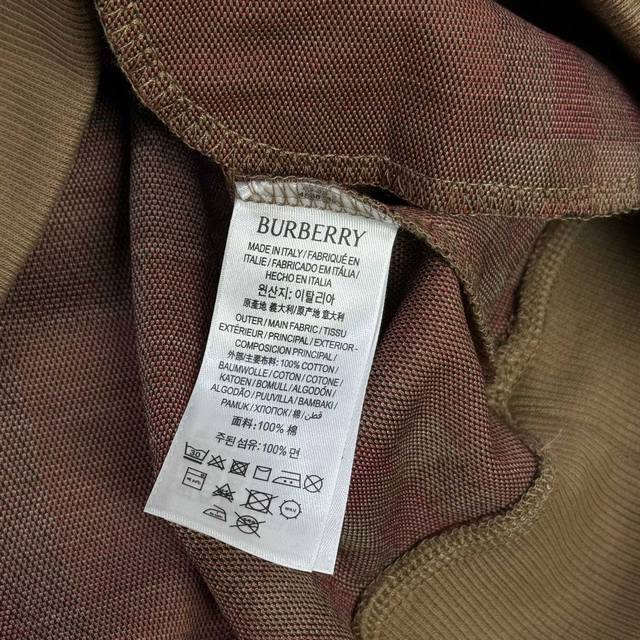 BURBERRY
MADE IN ITALY / FABRIQUÉ EN
ITALIE / FABRICADO EM ITÁLIA /
HECHO EN ITALIA
원산지: 이탈리아
原產地 義大利 / 原产地 意大利
OUTER / MAIN FABRIC / TISSU
EXTÉRIEUR / PRINCIPAL / EXTERIOR -
COMPOSICIÓN PRINCIPAL /
外部/主要布料: 100% COTTON /
BAUMWOLLE / COTON / COTONE /
KATOEN / BOMULL / ALGODÓN /
ALGODÃO / PUUVILLA / BAMBAKI /
PAMUK / ХЛОПОК / 棉 / قطن
面料: 100% 棉
주된 섬유: 100% 면
30